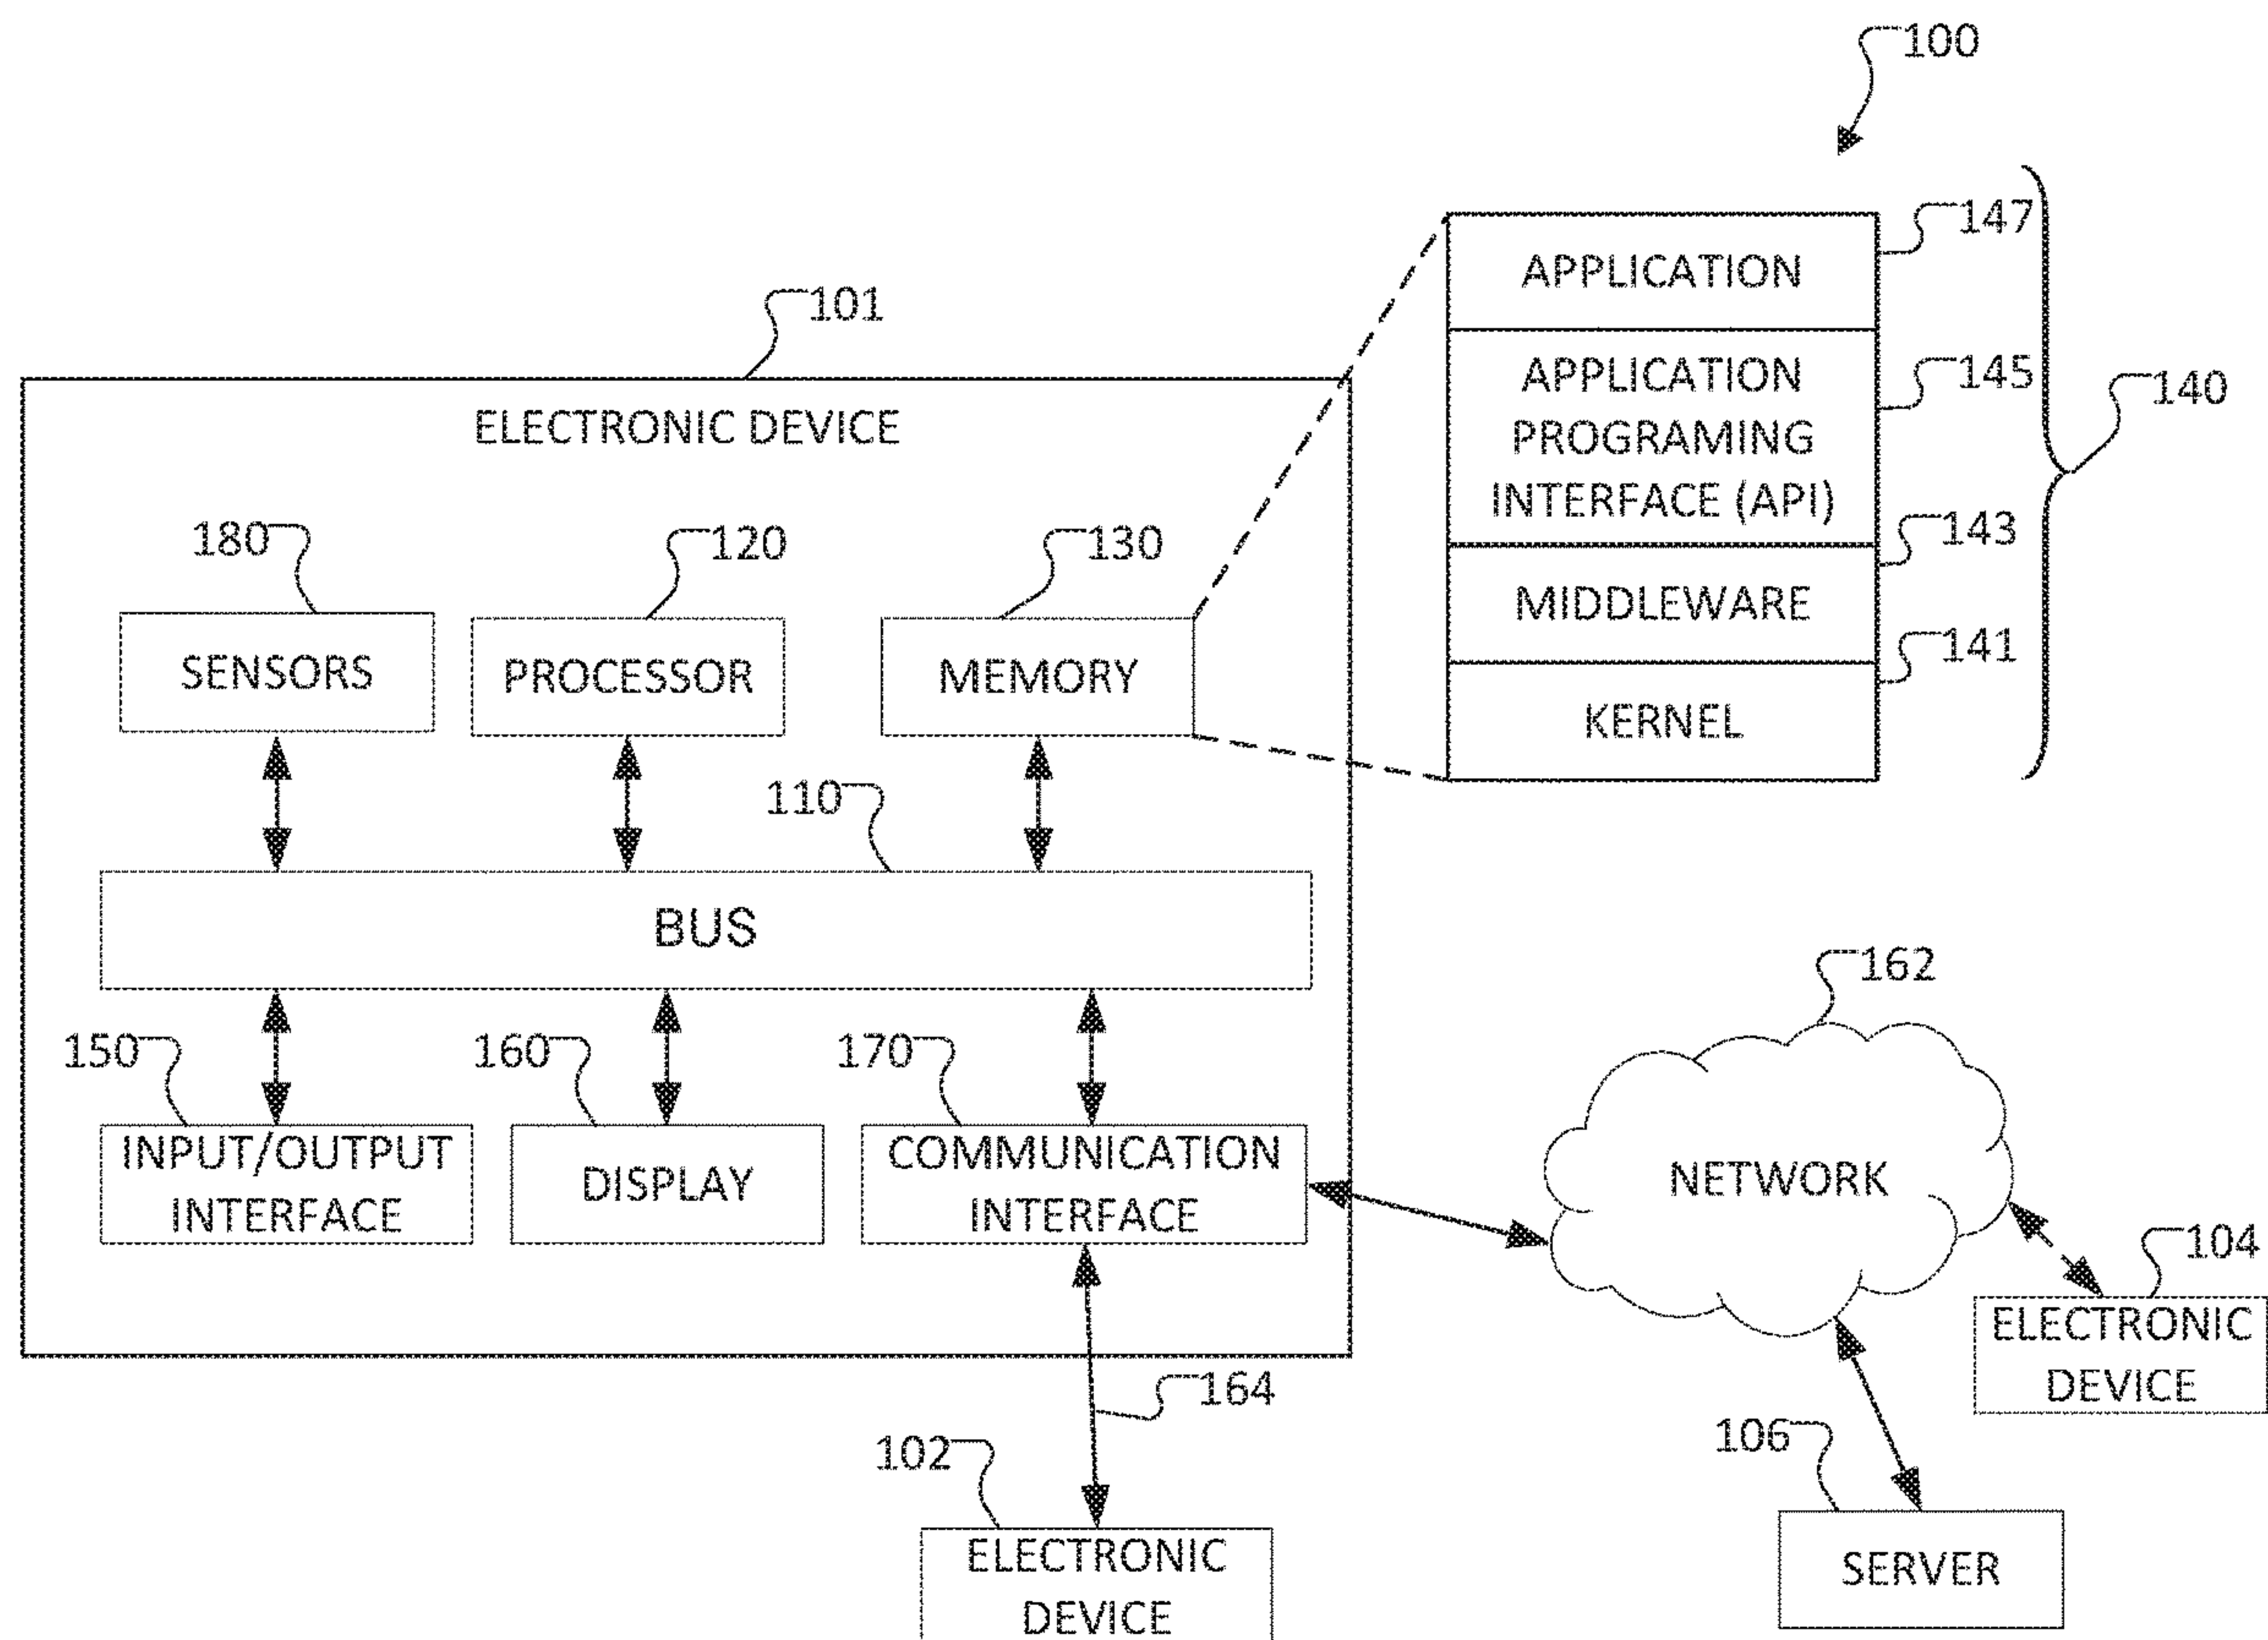 100
147
APPLICATION
101
APPLICATION
PROGRAMING
INTERFACE (API)
145
140
ELECTRONIC DEVICE
180
120
130
143
MIDDLEWARE
141
SENSORS
PROCESSOR
MEMORY
KERNEL
110
BUS
162
150
160
170
INPUT/OUTPUT
INTERFACE
DISPLAY
COMMUNICATION
INTERFACE
NETWORK
104
ELECTRONIC
DEVICE
164
102
106
ELECTRONIC
DEVICE
SERVER